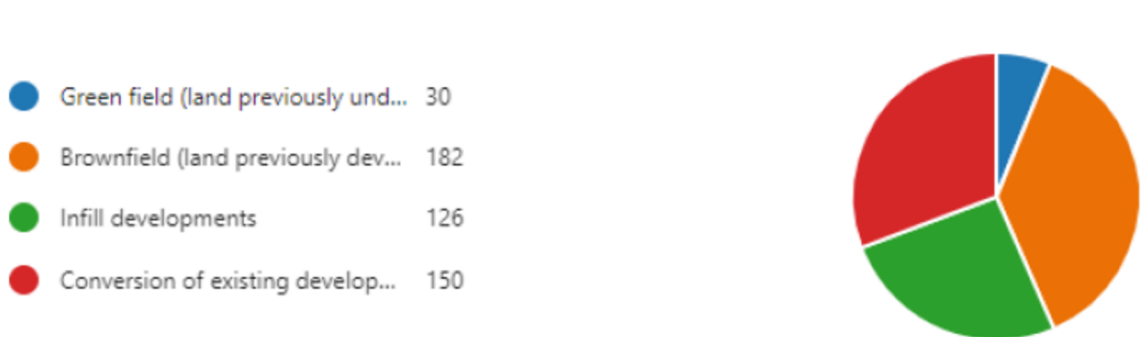 Green field (land previously und... 30
Brownfield (land previously dev... 182
Infill developments 126
Conversion of existing develop... 150